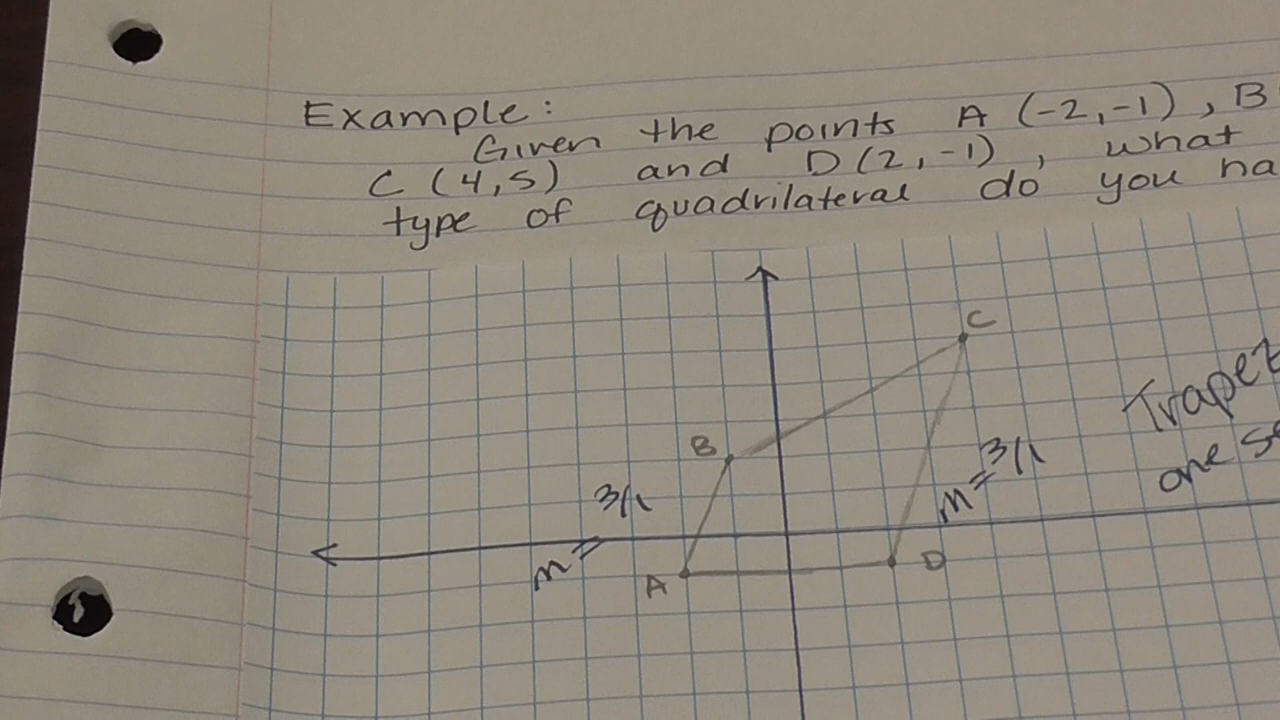 Example:
Given the points A (-2,-1), B
C (4,5) and D(2,-1), what
type of quadrilateral do you ha
C
Trapez
B
one s
3/1
m=3/1
m=
A
D